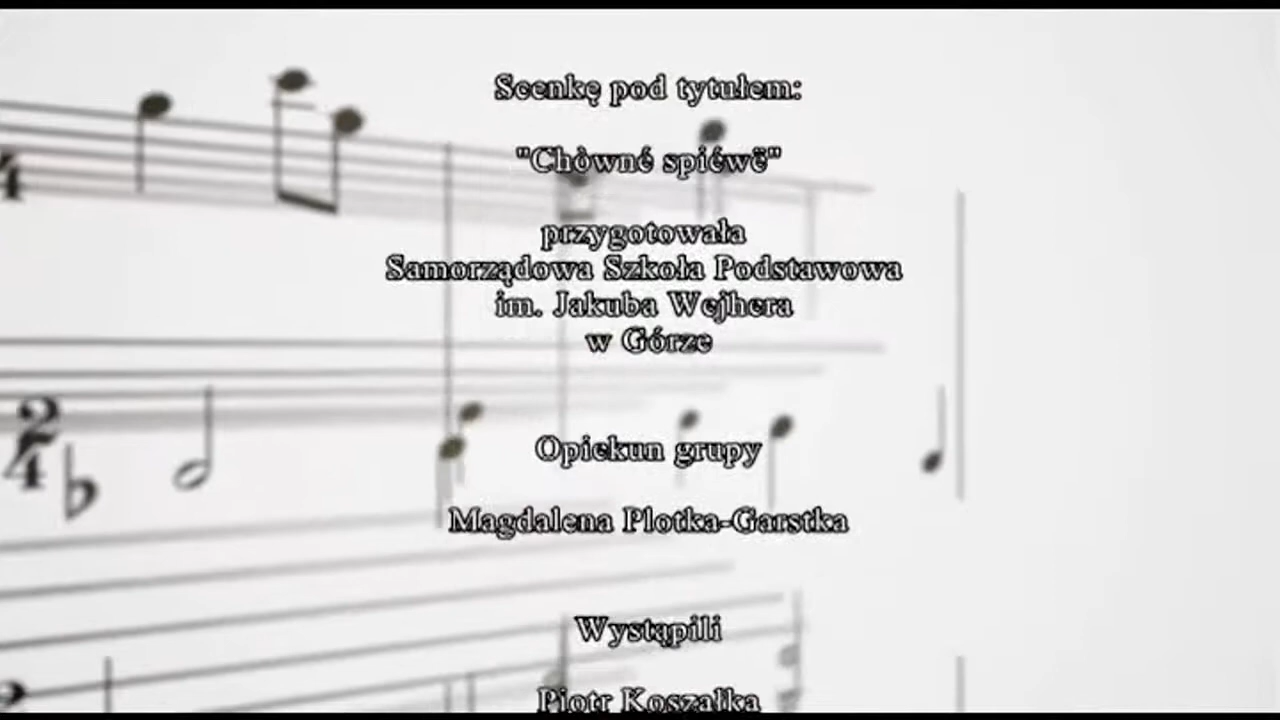 Scenkę pod tytułem:
"Chòwné spiéwë"
przygotowała
Samorządowa Szkoła Podstawowa
im. Jakuba Wejhera
w Górze
Opiekun grupy
Magdalena Plotka-Garstka
Wystąpili
Piotr Koszałka